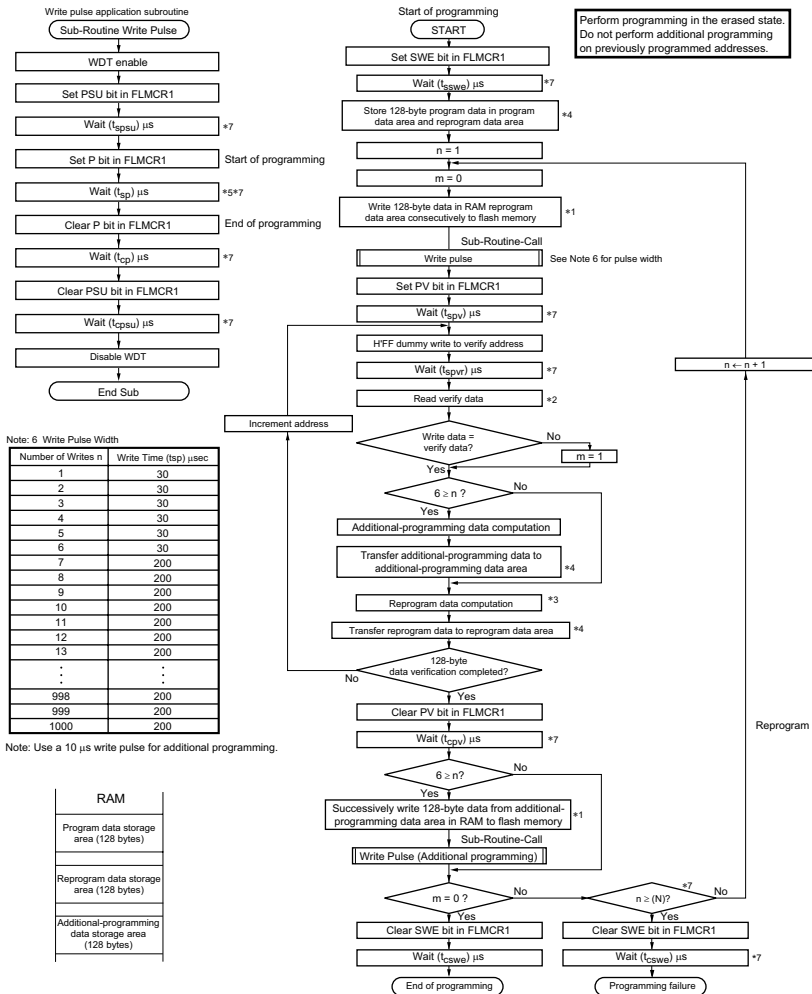 Write pulse application subroutine
Sub-Routine Write Pulse
WDT enable
Set PSU bit in FLMCR1
Wait (tspsu) μs
*7
Set P bit in FLMCR1
Start of programming
Wait (tsp) μs
*5*7
Clear P bit in FLMCR1
End of programming
Wait (tcp) μs
*7
Clear PSU bit in FLMCR1
Wait (tcpsu) μs
*7
Disable WDT
End Sub
Note: 6 Write Pulse Width
Number of Writes n Write Time (tsp) μsec
1 30
2 30
3 30
4 30
5 30
6 30
7 200
8 200
9 200
10 200
11 200
12 200
13 200
⋮ ⋮
998 200
999 200
1000 200
Note: Use a 10 μs write pulse for additional programming.
RAM
Program data storage
area (128 bytes)
Reprogram data storage
area (128 bytes)
Additional-programming
data storage area
(128 bytes)
Start of programming
START
Set SWE bit in FLMCR1
Wait (tsswe) μs
*7
Store 128-byte program data in program
data area and reprogram data area
*4
n = 1
m = 0
Write 128-byte data in RAM reprogram
data area consecutively to flash memory
*1
Sub-Routine-Call
Write pulse
See Note 6 for pulse width
Set PV bit in FLMCR1
Wait (tspv) μs
*7
H'FF dummy write to verify address
Wait (tspvr) μs
*7
Read verify data
*2
Increment address
Write data =
verify data?
No
m = 1
Yes
6 ≥ n ?
No
Yes
Additional-programming data computation
Transfer additional-programming data to
additional-programming data area
*4
Reprogram data computation
*3
Transfer reprogram data to reprogram data area
*4
128-byte
data verification completed?
No
Yes
Clear PV bit in FLMCR1
Wait (tcpv) μs
*7
6 ≥ n?
No
Yes
Successively write 128-byte data from additional-
programming data area in RAM to flash memory
*1
Sub-Routine-Call
Write Pulse (Additional programming)
m = 0 ?
No
Yes
Clear SWE bit in FLMCR1
Wait (tcswe) μs
End of programming
n ≥ (N)?
*7
No
Yes
Clear SWE bit in FLMCR1
Wait (tcswe) μs
*7
Programming failure
n ← n + 1
Reprogram
Perform programming in the erased state.
Do not perform additional programming
on previously programmed addresses.